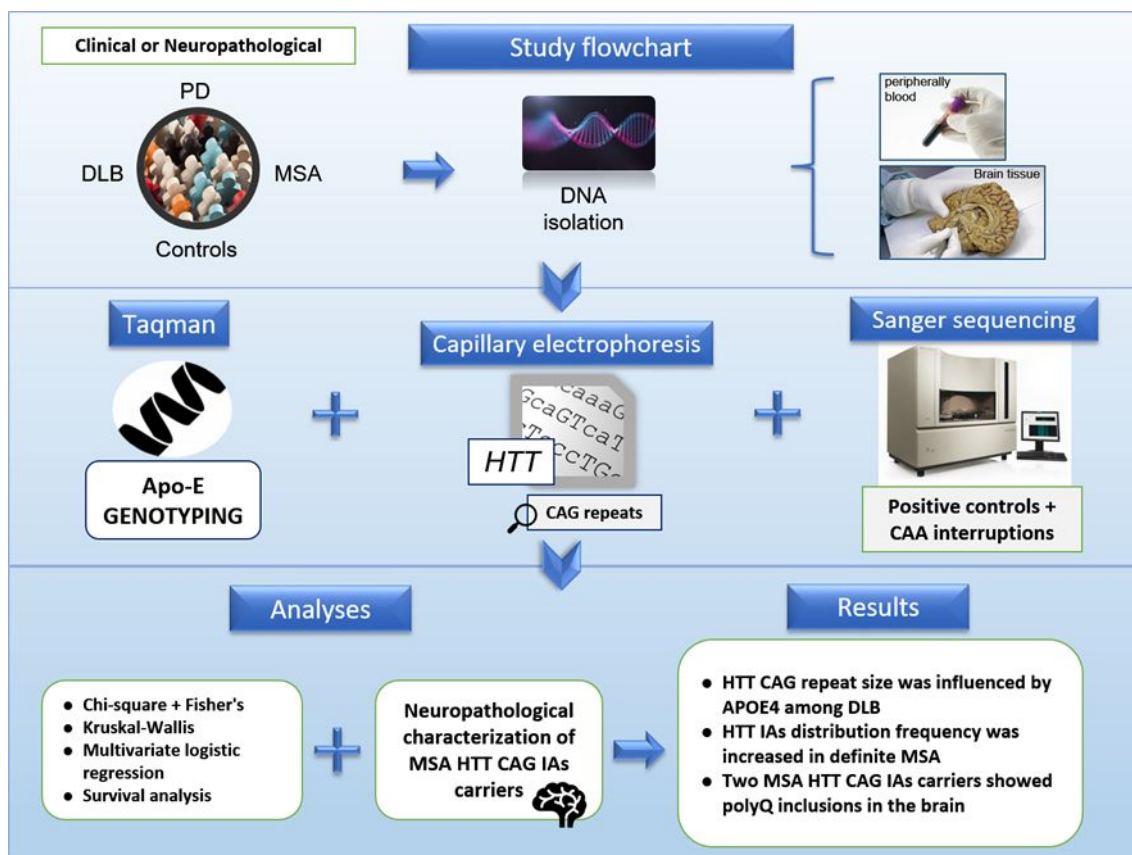 Clinical or Neuropathological
Study flowchart
PD
DLB
MSA
Controls
DNA
isolation
peripherally
blood
Brain tissue
Taqman
Capillary electrophoresis
Sanger sequencing
Apo-E
GENOTYPING
caaaG
GcaGTcaT
HTT
CAG repeats
Positive controls +
CAA interruptions
Analyses
Results
● Chi-square + Fisher's
● Kruskal-Wallis
● Multivariate logistic
regression
● Survival analysis
Neuropathological
characterization of
MSA HTT CAG IAs
carriers
● HTT CAG repeat size was influenced by
APOE4 among DLB
● HTT IAs distribution frequency was
increased in definite MSA
● Two MSA HTT CAG IAs carriers showed
polyQ inclusions in the brain